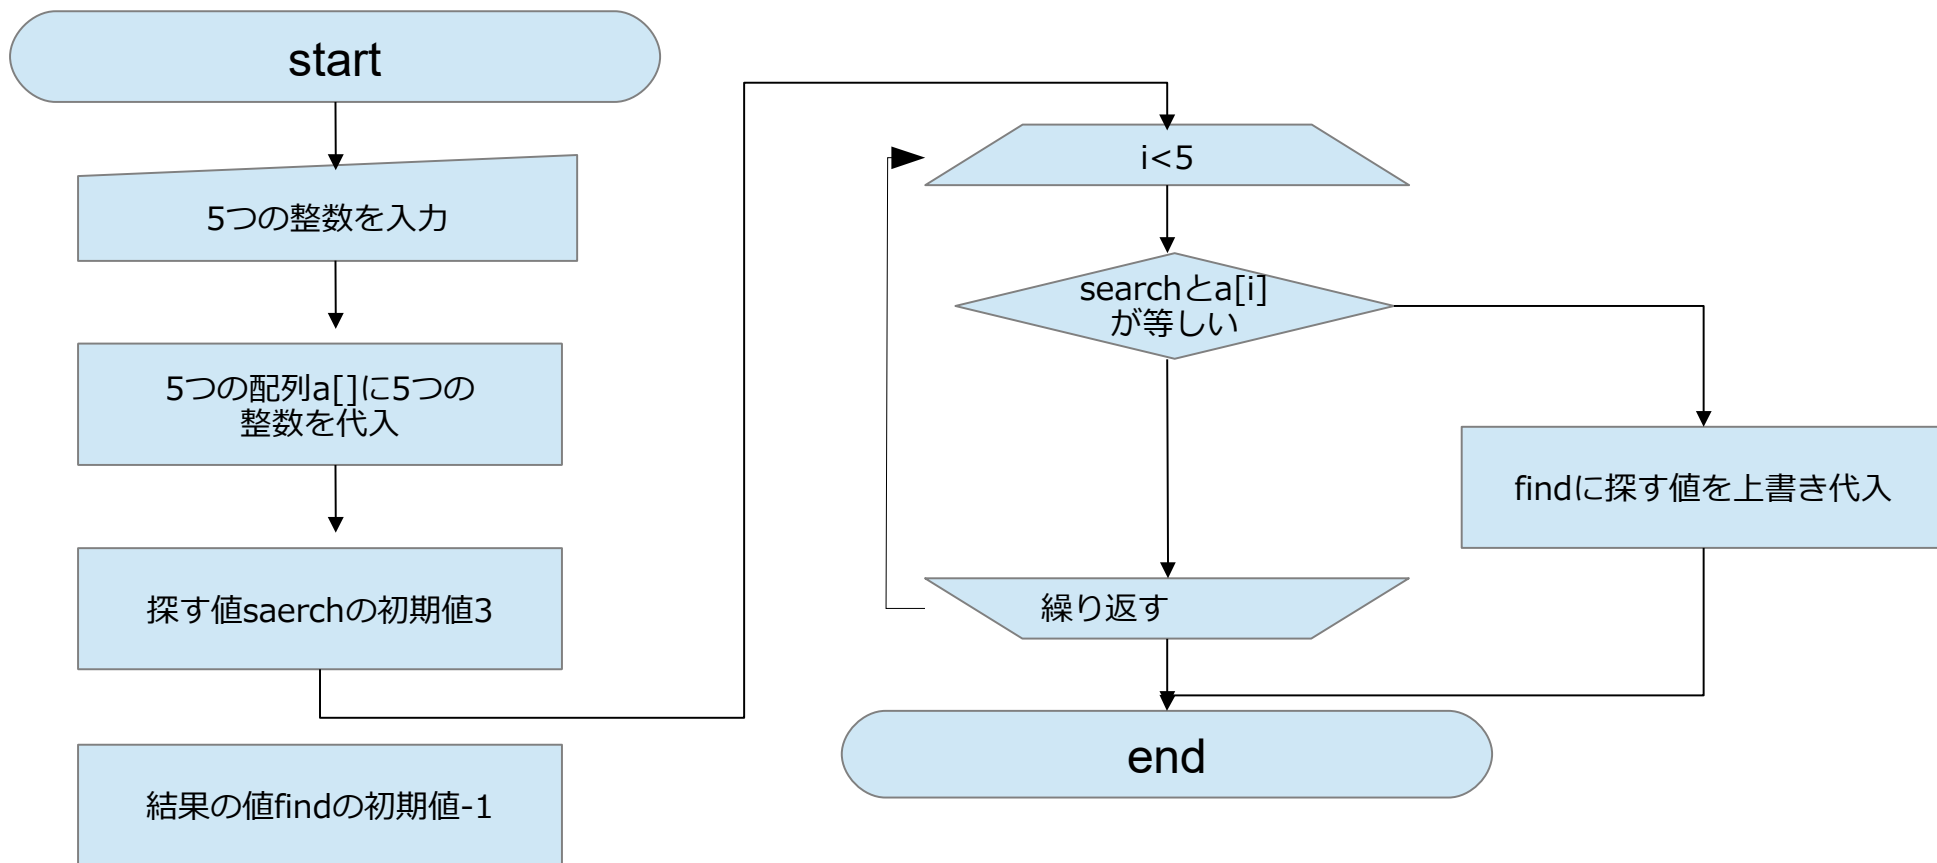 start
5つの整数を入力
5つの配列a[]に5つの
整数を代入
探す値saerchの初期値3
結果の値findの初期値-1
i<5
searchとa[i]
が等しい
findに探す値を上書き代入
繰り返す
end